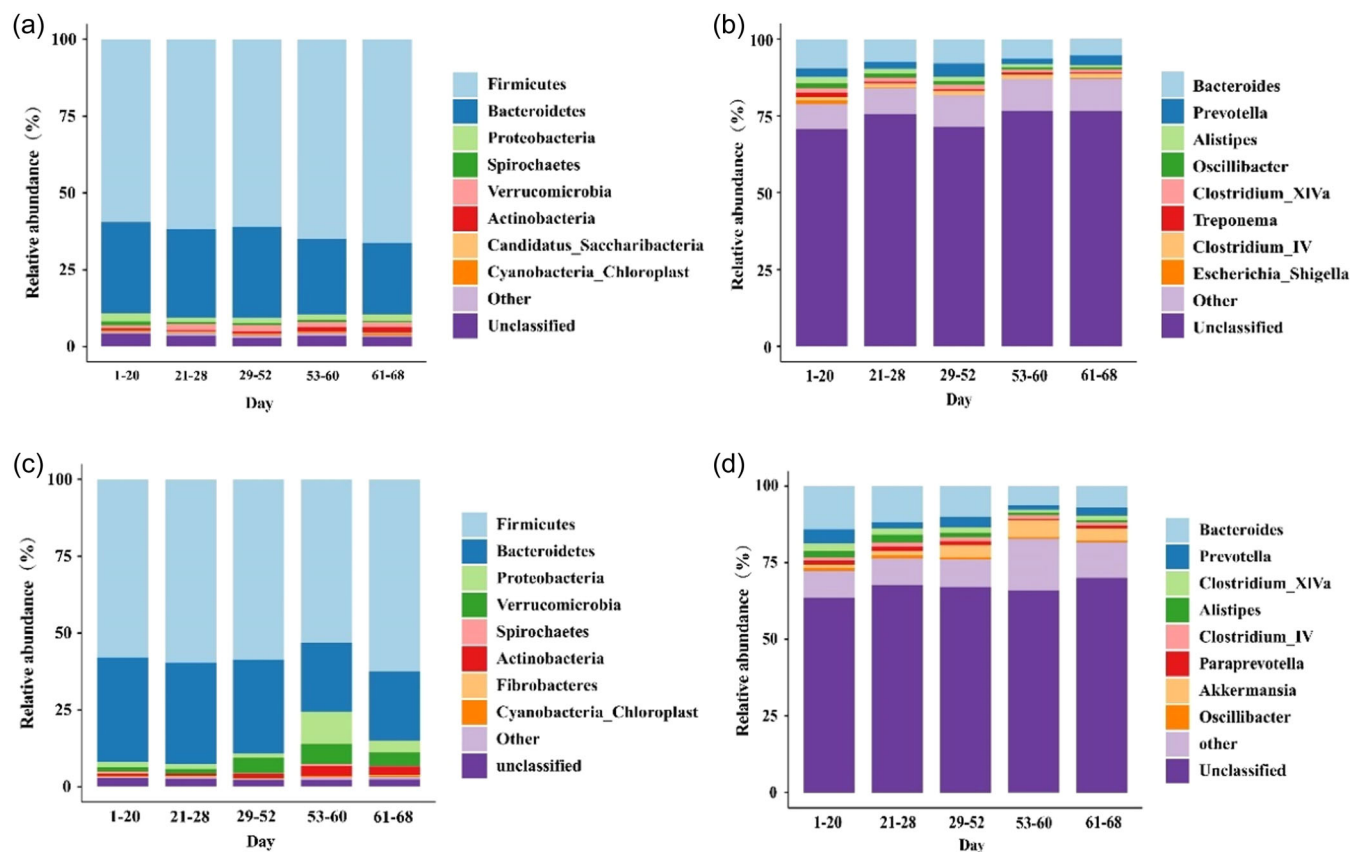 (a)
Relative abundance (%)
100
75
50
25
0
1-20 21-28 29-52 53-60 61-68
Day
Firmicutes
Bacteroidetes
Proteobacteria
Spirochaetes
Verrucomicrobia
Actinobacteria
Candidatus_Saccharibacteria
Cyanobacteria_Chloroplast
Other
Unclassified
(b)
Relative abundance (%)
100
75
50
25
0
1-20 21-28 29-52 53-60 61-68
Day
Bacteroides
Prevotella
Alistipes
Oscillibacter
Clostridium_XIVa
Treponema
Clostridium_IV
Escherichia_Shigella
Other
Unclassified
(c)
Relative abundance (%)
100
75
50
25
0
1-20 21-28 29-52 53-60 61-68
Day
Firmicutes
Bacteroidetes
Proteobacteria
Verrucomicrobia
Spirochaetes
Actinobacteria
Fibrobacteres
Cyanobacteria_Chloroplast
Other
unclassified
(d)
Relative abundance (%)
100
75
50
25
0
1-20 21-28 29-52 53-60 61-68
Day
Bacteroides
Prevotella
Clostridium_XIVa
Alistipes
Clostridium_IV
Paraprevotella
Akkermansia
Oscillibacter
other
Unclassified